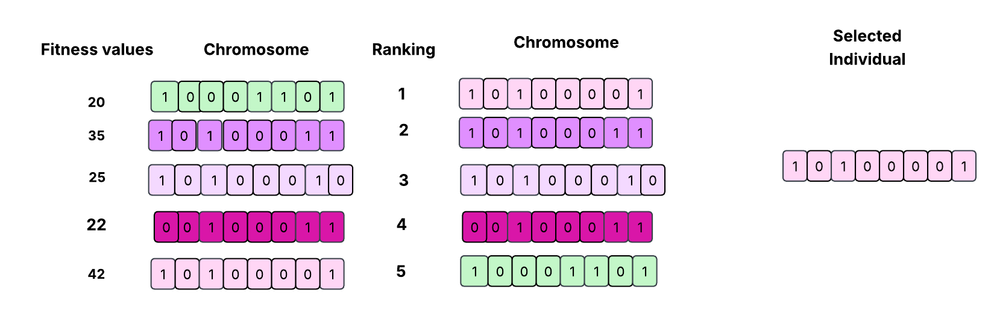 Fitness values Chromosome Ranking Chromosome Selected
Individual
20 1 0 0 0 1 1 0 1 1 1 0 1 0 0 0 0 1
35 1 0 1 0 0 0 1 1 2 1 0 1 0 0 0 1 1
25 1 0 1 0 0 0 1 0 3 1 0 1 0 0 0 1 0 1 0 1 0 0 0 0 1
22 0 0 1 0 0 0 1 1 4 0 0 1 0 0 0 1 1
42 1 0 1 0 0 0 0 1 5 1 0 0 0 1 1 0 1